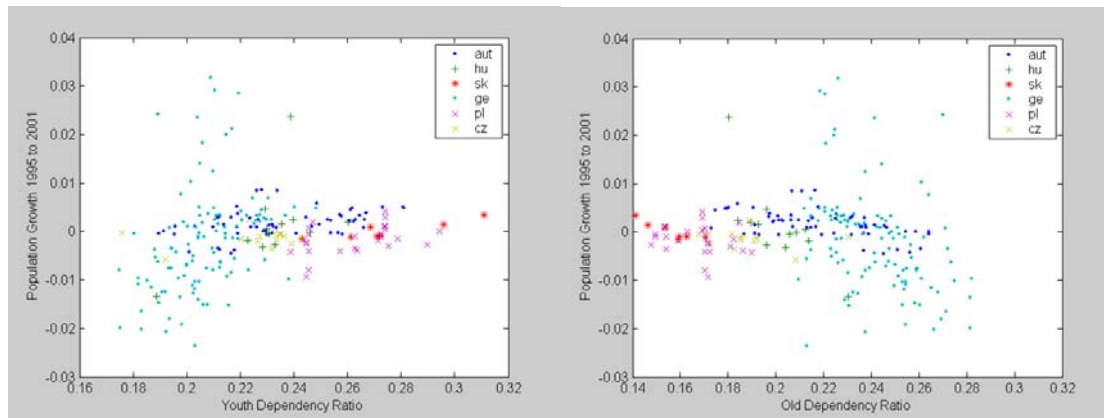 0.04
0.03
0.02
0.01
0
-0.01
-0.02
-0.03
Population Growth 1995 to 2001
aut
hu
sk
ge
pl
cz
0.16 0.18 0.2 0.22 0.24 0.26 0.28 0.3 0.32
Youth Dependency Ratio
0.04
0.03
0.02
0.01
0
-0.01
-0.02
-0.03
Population Growth 1995 to 2001
aut
hu
sk
ge
pl
cz
0.14 0.16 0.18 0.2 0.22 0.24 0.26 0.28 0.3 0.32
Old Dependency Ratio